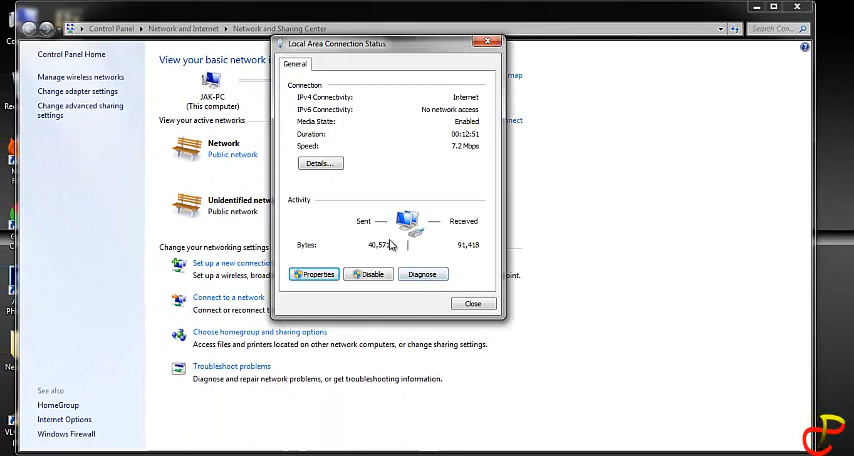 Control Panel ▸ Network and Internet ▸ Network and Sharing Center
Search Con...
Control Panel Home
Manage wireless networks
Change adapter settings
Change advanced sharing
settings
See also
HomeGroup
Internet Options
Windows Firewall
View your basic network i
JAK-PC
(This computer)
map
View your active networks
nnect
Network
Public network
Unidentified netw
Public network
Change your networking settings
Set up a new connectio
Set up a wireless, broad
point.
Connect to a network
Connect or reconnect t
Choose homegroup and sharing options
Access files and printers located on other network computers, or change sharing settings.
Troubleshoot problems
Diagnose and repair network problems, or get troubleshooting information.
Local Area Connection Status
General
Connection
IPv4 Connectivity: Internet
IPv6 Connectivity: No network access
Media State: Enabled
Duration: 00:12:51
Speed: 7.2 Mbps
Details...
Activity
Sent — — Received
Bytes: 91,418
Properties Disable Diagnose
Close